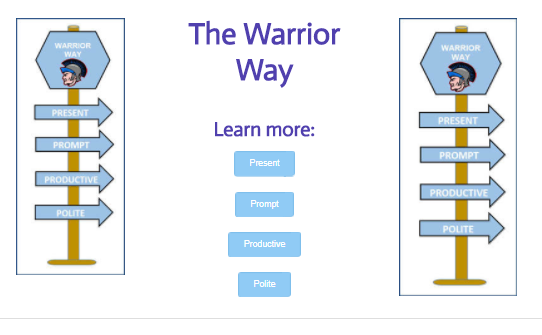 WARRIOR
WAY
PRESENT
PROMPT
PRODUCTIVE
POLITE
The Warrior
Way
Learn more:
Present
Prompt
Productive
Polite
WARRIOR
WAY
PRESENT
PROMPT
PRODUCTIVE
POLITE